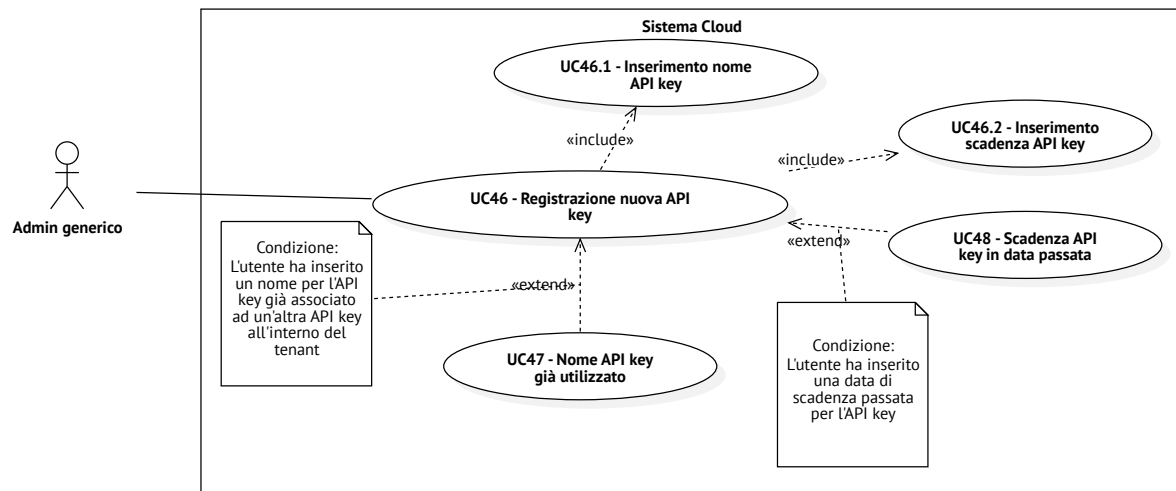 Sistema Cloud
UC46.1 - Inserimento nome
API key
«include»
UC46.2 - Inserimento
scadenza API key
«include»
UC46 - Registrazione nuova API
key
Admin generico
«extend»
UC48 - Scadenza API
key in data passata
Condizione:
L'utente ha inserito
un nome per l'API
key già associato
ad un'altra API key
all'interno del
tenant
«extend»
UC47 - Nome API key
già utilizzato
Condizione:
L'utente ha inserito
una data di
scadenza passata
per l'API key